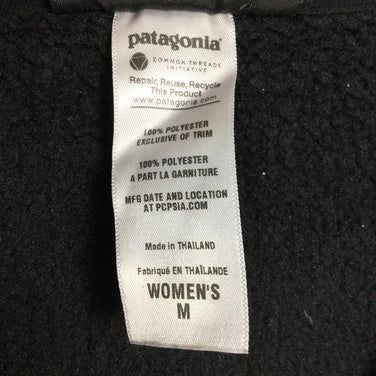 patagonia®
COMMON THREADS
INITIATIVE
Repair, Reuse, Recycle
This Product
www.patagonia.com
100% POLYESTER
EXCLUSIVE OF TRIM
100% POLYESTER
A PART LA GARNITURE
MFG DATE AND LOCATION
AT PCPSIA.COM
Made in THAILAND
Fabriqué EN THAÏLANDE
WOMEN'S
M